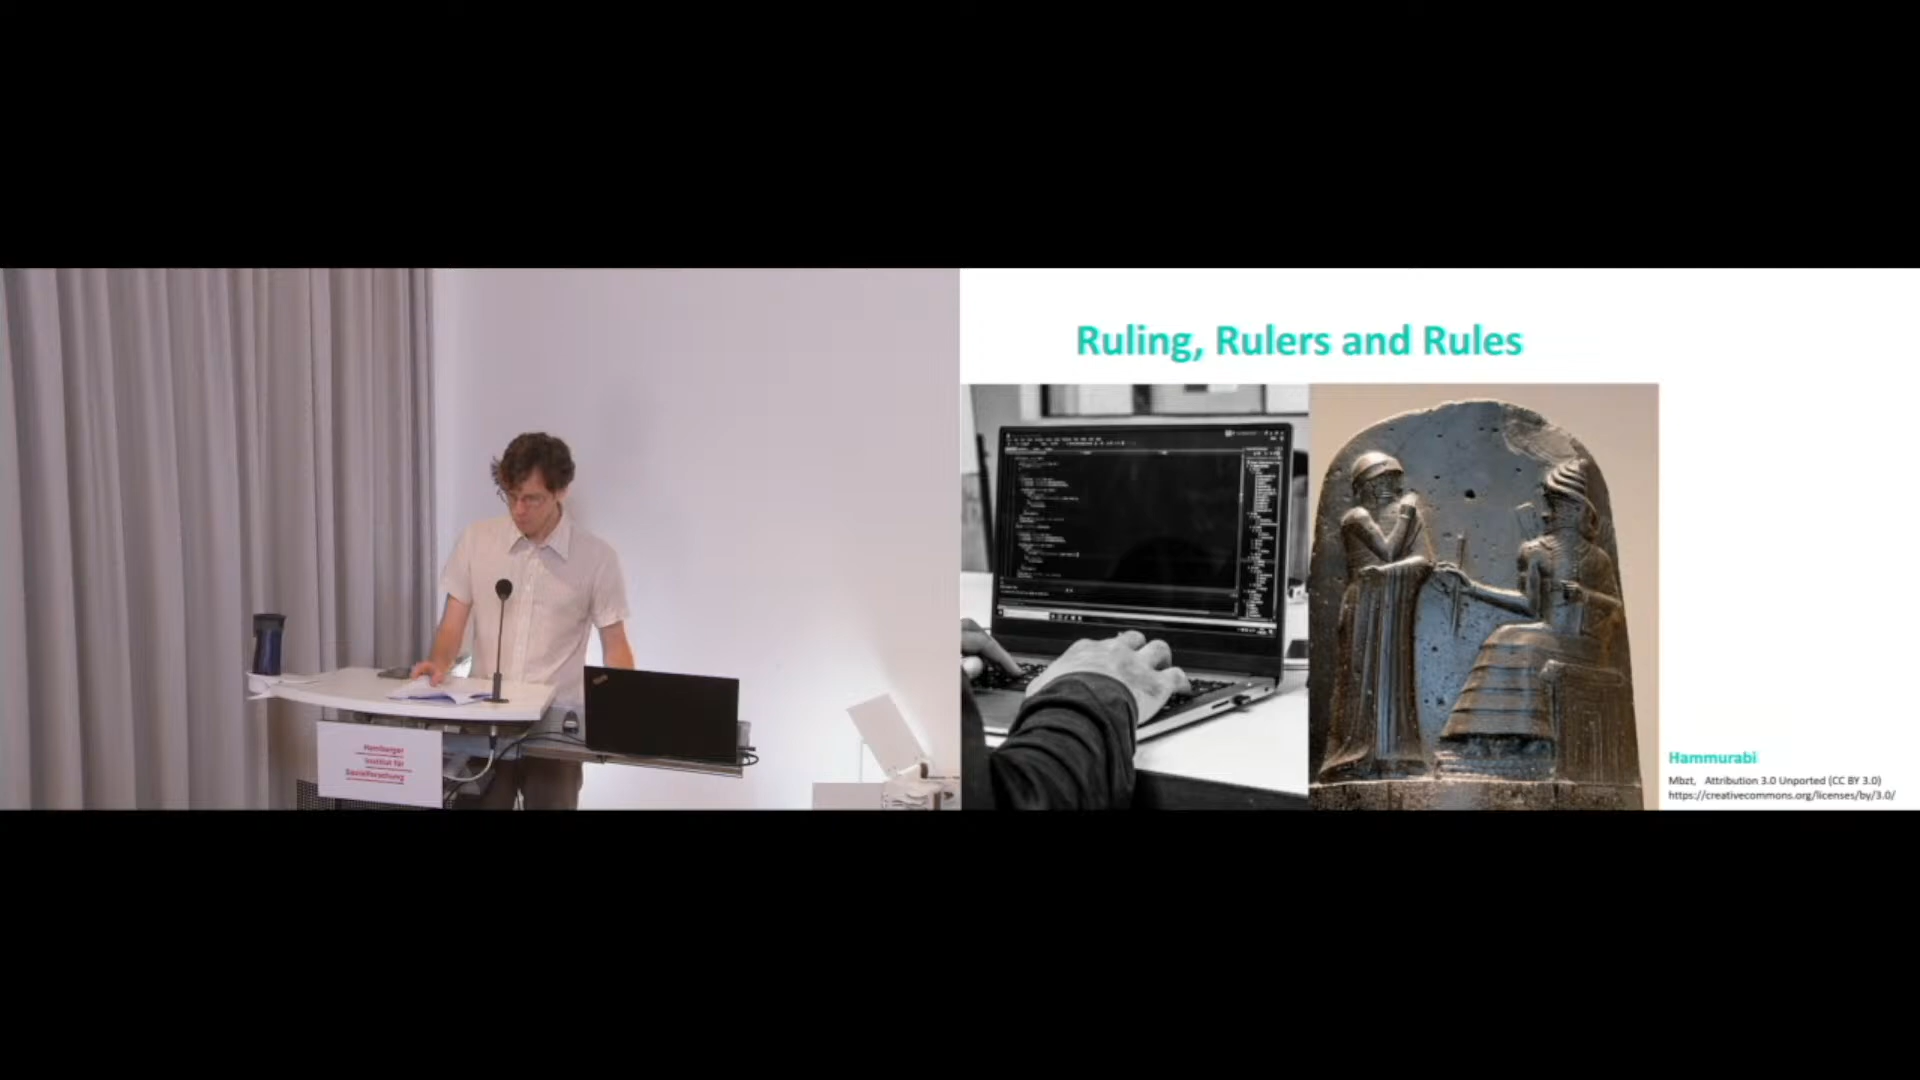 Hamburger
Institut für
Sozialforschung
Ruling, Rulers and Rules
Hammurabi
Mbzt, Attribution 3.0 Unported (CC BY 3.0)
https://creativecommons.org/licenses/by/3.0/